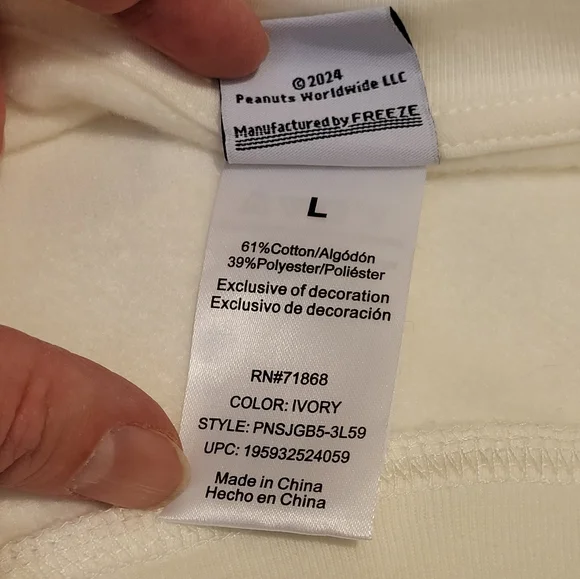 ©2024
Peanuts Worldwide LLC
Manufactured by FREEZE
L
61%Cotton/Algódón
39%Polyester/Poliéster
Exclusive of decoration
Exclusivo de decoración
RN#71868
COLOR: IVORY
STYLE: PNSJGB5-3L59
UPC: 195932524059
Made in China
Hecho en China